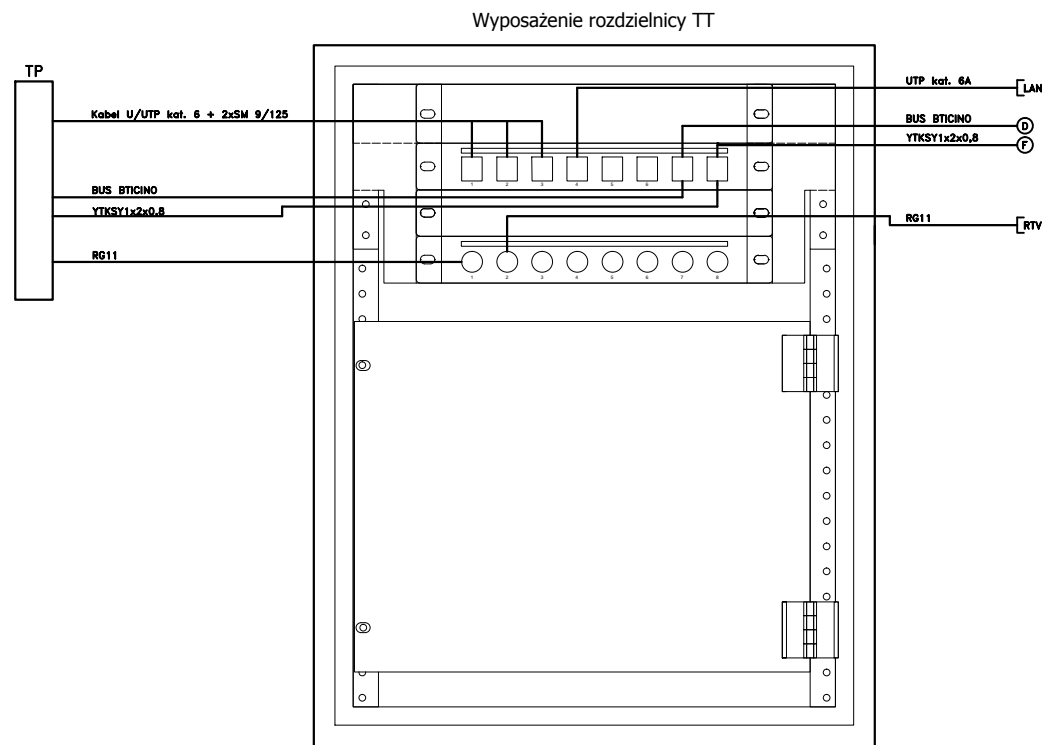 Wyposażenie rozdzielnicy TT
TP
UTP kat. 6A
LAN
Kabel U/UTP kat. 6 + 2xSM 9/125
BUS BTICINO
D
YTKSY1x2x0,8
F
1 2 3 4 5 6 7 8
BUS BTICINO
YTKSY1x2x0.8
RG11
RTV
RG11
1 2 3 4 5 6 7 8